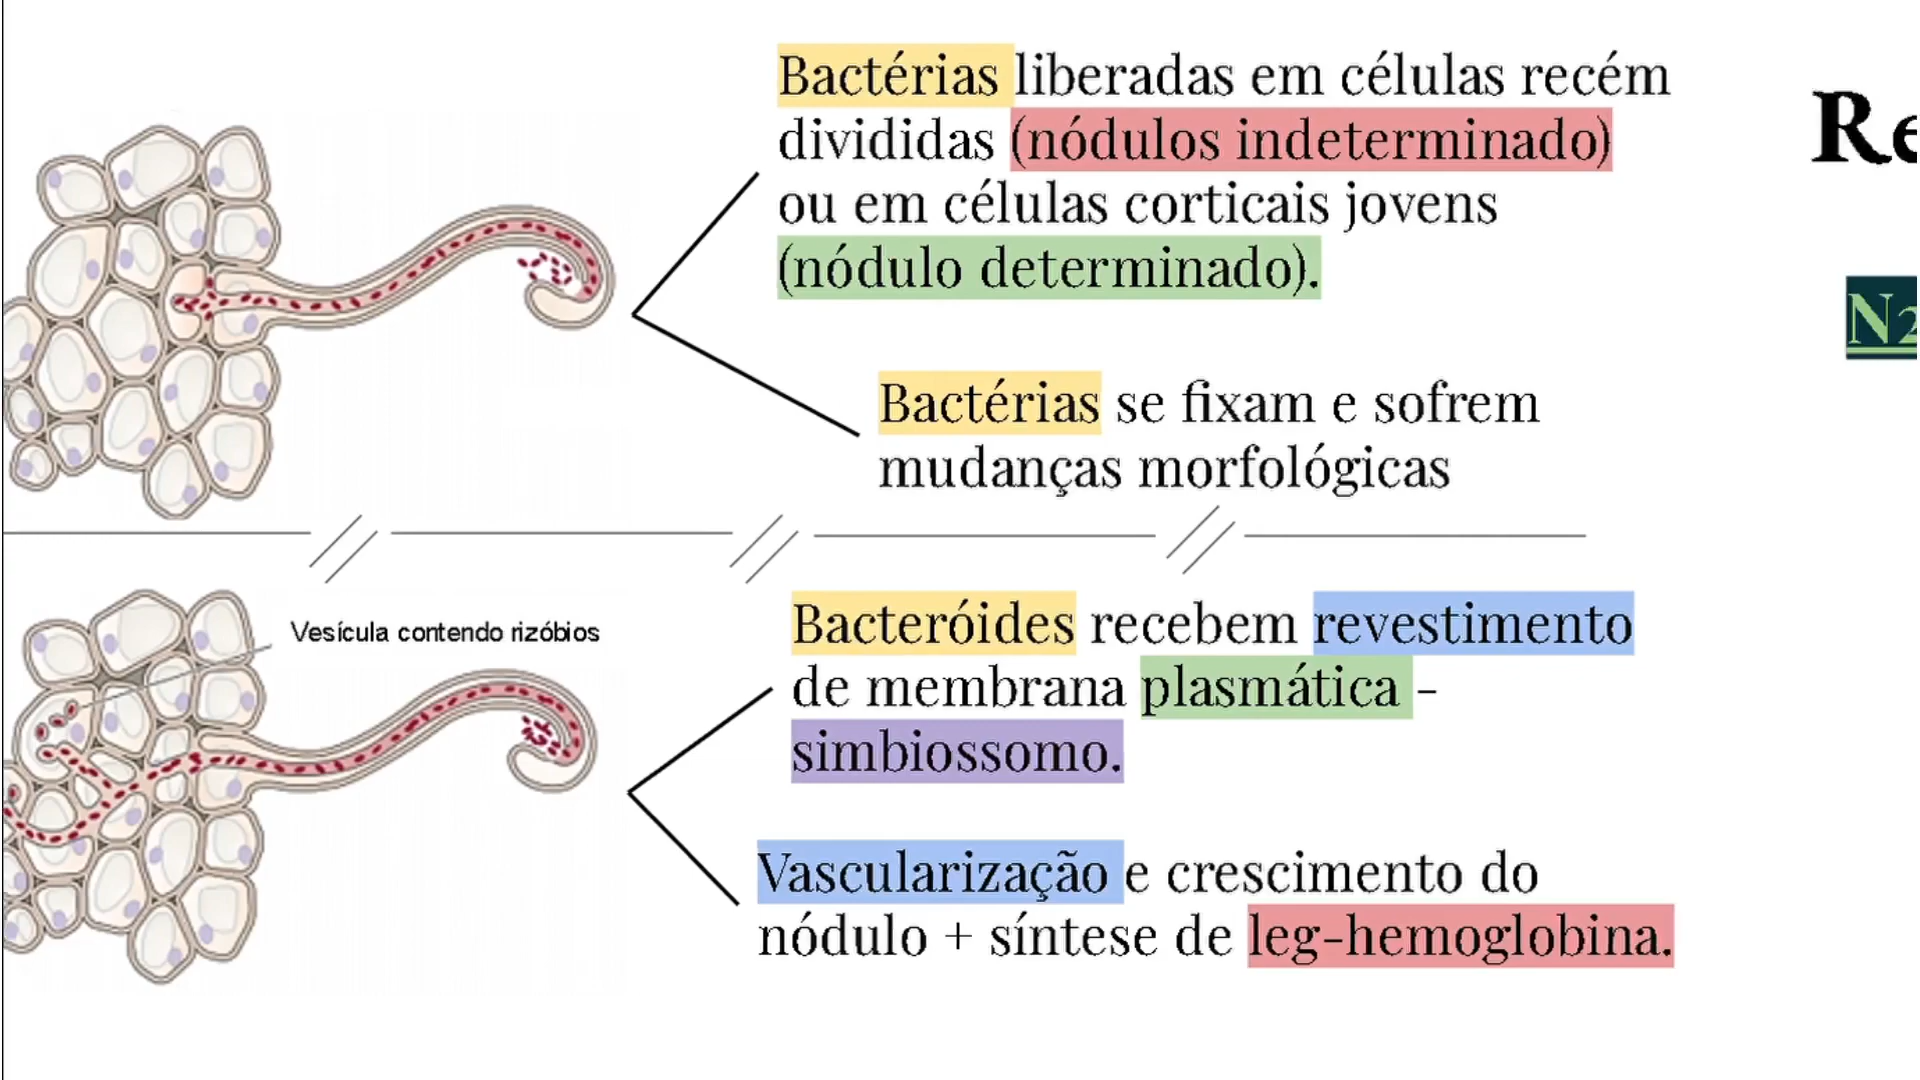 Bactérias liberadas em células recém
divididas (nódulos indeterminado)
ou em células corticais jovens
(nódulo determinado).
Bactérias se fixam e sofrem
mudanças morfológicas
Vesícula contendo rizóbios
Bacteróides recebem revestimento
de membrana plasmática -
simbiossomo.
Vascularização e crescimento do
nódulo + síntese de leg-hemoglobina.
Re
N2